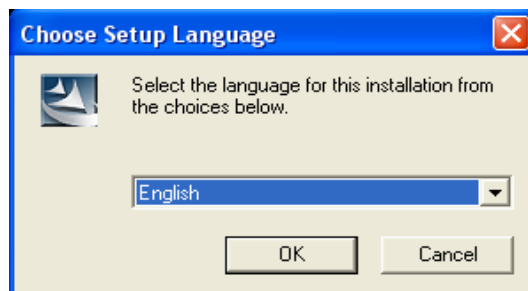 Choose Setup Language
Select the language for this installation from
the choices below.
English
OK
Cancel